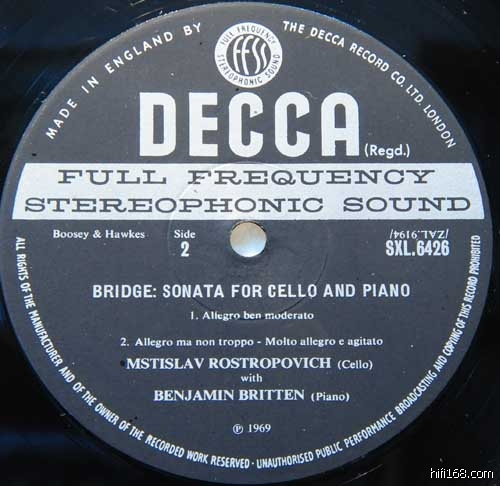 MADE IN ENGLAND BY
THE DECCA RECORD CO. LTD. LONDON
FULL FREQUENCY
FFSS
STEREOPHONIC SOUND
DECCA
(Regd.)
FULL FREQUENCY
STEREOPHONIC SOUND
Boosey & Hawkes
Side
2
/ZAL.9194/
SXL.6426
BRIDGE: SONATA FOR CELLO AND PIANO
1. Allegro ben moderato
2. Allegro ma non troppo - Molto allegro e agitato
MSTISLAV ROSTROPOVICH (Cello)
with
BENJAMIN BRITTEN (Piano)
℗ 1969
ALL RIGHTS OF THE MANUFACTURER AND OF THE OWNER OF THE RECORDED WORK RESERVED · UNAUTHORISED PUBLIC PERFORMANCE BROADCASTING AND COPYING OF THIS RECORD PROHIBITED
hifi168.com